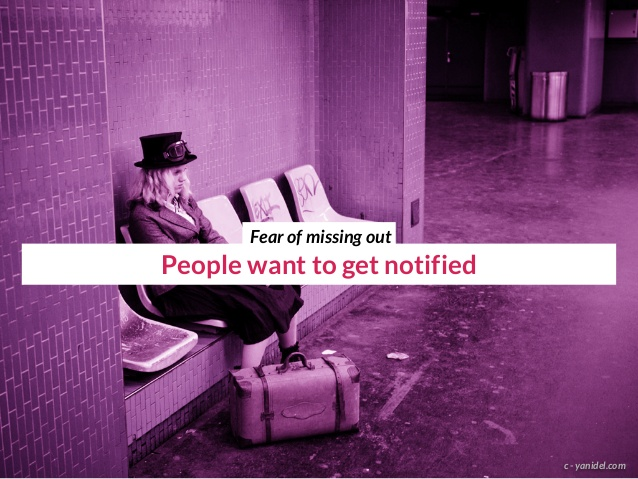 Fear of missing out
People want to get notified
c - yanidel.com